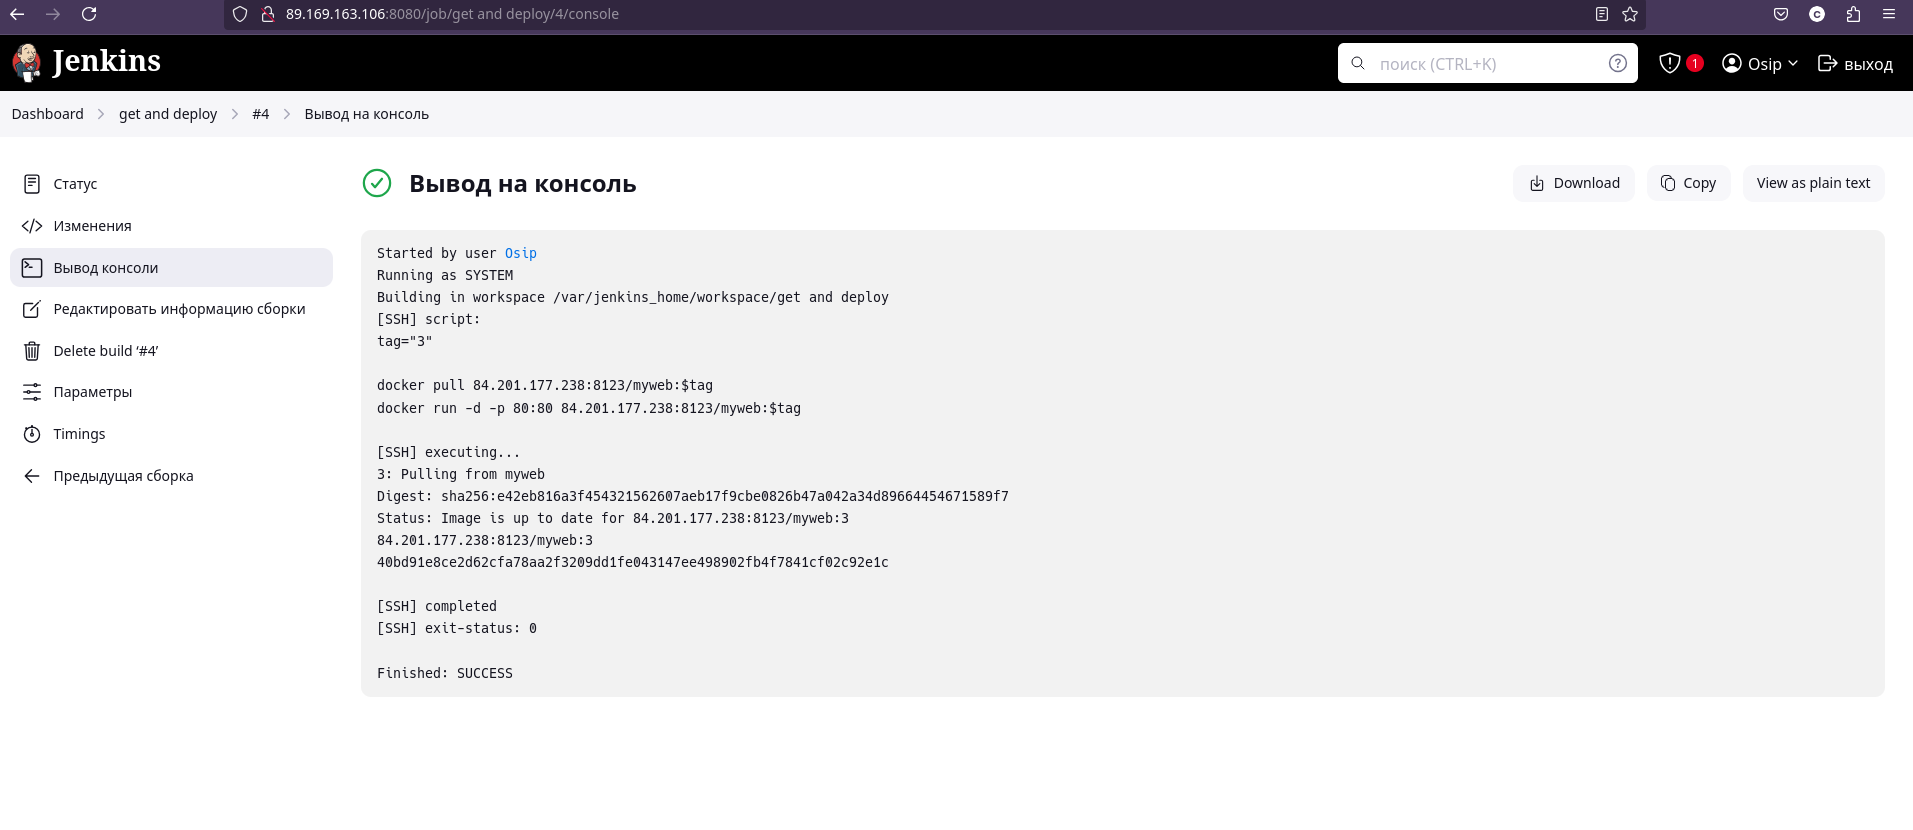 89.169.163.106:8080/job/get and deploy/4/console
Jenkins
поиск (CTRL+K)
1
Osip
выход
Dashboard
get and deploy
#4
Вывод на консоль
Статус
Изменения
Вывод консоли
Редактировать информацию сборки
Delete build ‘#4’
Параметры
Timings
Предыдущая сборка
Вывод на консоль
Download
Copy
View as plain text
Started by user Osip
Running as SYSTEM
Building in workspace /var/jenkins_home/workspace/get and deploy
[SSH] script:
tag="3"
docker pull 84.201.177.238:8123/myweb:$tag
docker run -d -p 80:80 84.201.177.238:8123/myweb:$tag
[SSH] executing...
3: Pulling from myweb
Digest: sha256:e42eb816a3f454321562607aeb17f9cbe0826b47a042a34d89664454671589f7
Status: Image is up to date for 84.201.177.238:8123/myweb:3
84.201.177.238:8123/myweb:3
40bd91e8ce2d62cfa78aa2f3209dd1fe043147ee498902fb4f7841cf02c92e1c
[SSH] completed
[SSH] exit-status: 0
Finished: SUCCESS